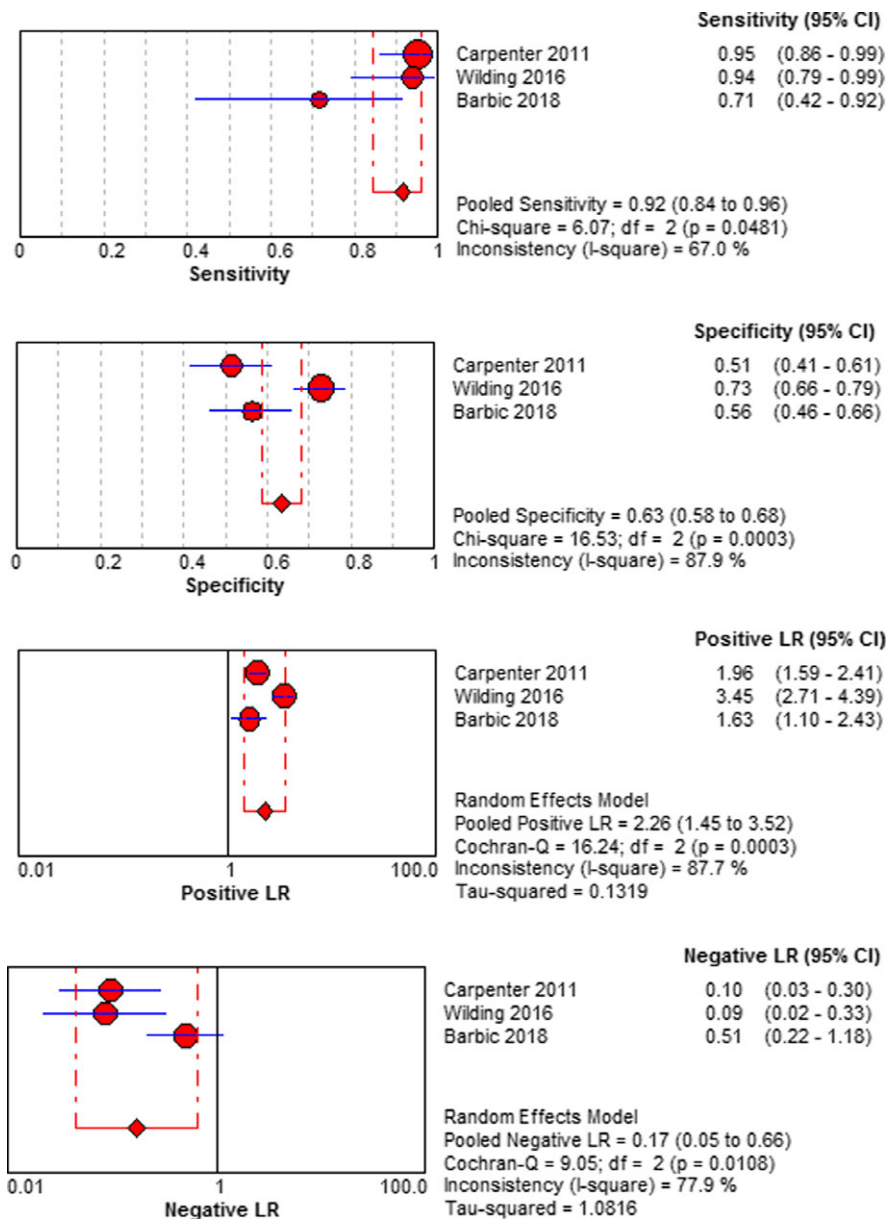 Sensitivity (95% CI)
Carpenter 2011 0.95 (0.86 - 0.99)
Wilding 2016 0.94 (0.79 - 0.99)
Barbic 2018 0.71 (0.42 - 0.92)
Pooled Sensitivity = 0.92 (0.84 to 0.96)
Chi-square = 6.07; df = 2 (p = 0.0481)
Inconsistency (I-square) = 67.0 %
0 0.2 0.4 0.6 0.8 1
Sensitivity
Specificity (95% CI)
Carpenter 2011 0.51 (0.41 - 0.61)
Wilding 2016 0.73 (0.66 - 0.79)
Barbic 2018 0.56 (0.46 - 0.66)
Pooled Specificity = 0.63 (0.58 to 0.68)
Chi-square = 16.53; df = 2 (p = 0.0003)
Inconsistency (I-square) = 87.9 %
0 0.2 0.4 0.6 0.8 1
Specificity
Positive LR (95% CI)
Carpenter 2011 1.96 (1.59 - 2.41)
Wilding 2016 3.45 (2.71 - 4.39)
Barbic 2018 1.63 (1.10 - 2.43)
Random Effects Model
Pooled Positive LR = 2.26 (1.45 to 3.52)
Cochran-Q = 16.24; df = 2 (p = 0.0003)
Inconsistency (I-square) = 87.7 %
Tau-squared = 0.1319
0.01 1 100.0
Positive LR
Negative LR (95% CI)
Carpenter 2011 0.10 (0.03 - 0.30)
Wilding 2016 0.09 (0.02 - 0.33)
Barbic 2018 0.51 (0.22 - 1.18)
Random Effects Model
Pooled Negative LR = 0.17 (0.05 to 0.66)
Cochran-Q = 9.05; df = 2 (p = 0.0108)
Inconsistency (I-square) = 77.9 %
Tau-squared = 1.0816
0.01 1 100.0
Negative LR